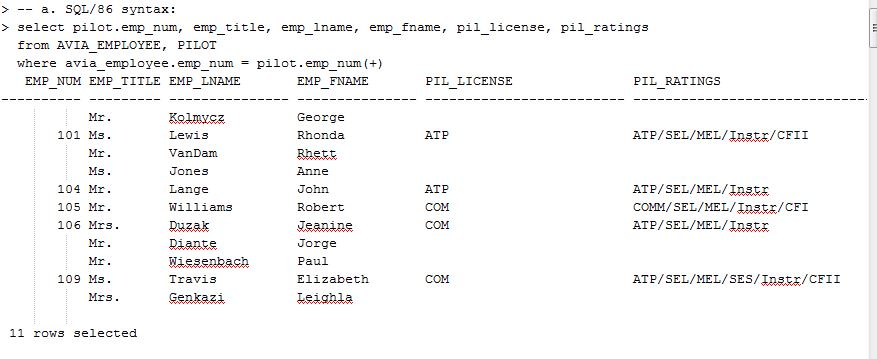 > -- a. SQL/86 syntax:
> select pilot.emp_num, emp_title, emp_lname, emp_fname, pil_license, pil_ratings
from AVIA_EMPLOYEE, PILOT
where avia_employee.emp_num = pilot.emp_num(+)
EMP_NUM EMP_TITLE EMP_LNAME EMP_FNAME PIL_LICENSE PIL_RATINGS
---------- --------- --------------- --------------- ------------------------- ------------------------------
Mr. Kolmycz George
101 Ms. Lewis Rhonda ATP ATP/SEL/MEL/Instr/CFII
Mr. VanDam Rhett
Ms. Jones Anne
104 Mr. Lange John ATP ATP/SEL/MEL/Instr
105 Mr. Williams Robert COM COMM/SEL/MEL/Instr/CFI
106 Mrs. Duzak Jeanine COM ATP/SEL/MEL/Instr
Mr. Diante Jorge
Mr. Wiesenbach Paul
109 Ms. Travis Elizabeth COM ATP/SEL/MEL/SES/Instr/CFII
Mrs. Genkazi Leighla
11 rows selected